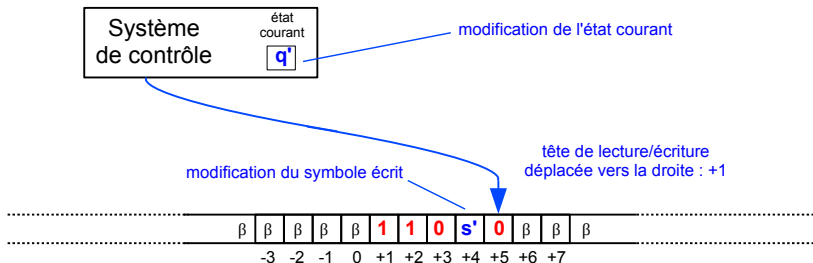 Système
de contrôle
état
courant
q'
modification de l'état courant
tête de lecture/écriture
déplacée vers la droite : +1
modification du symbole écrit
β β β β β 1 1 0 s' 0 β β β
-3 -2 -1 0 +1 +2 +3 +4 +5 +6 +7